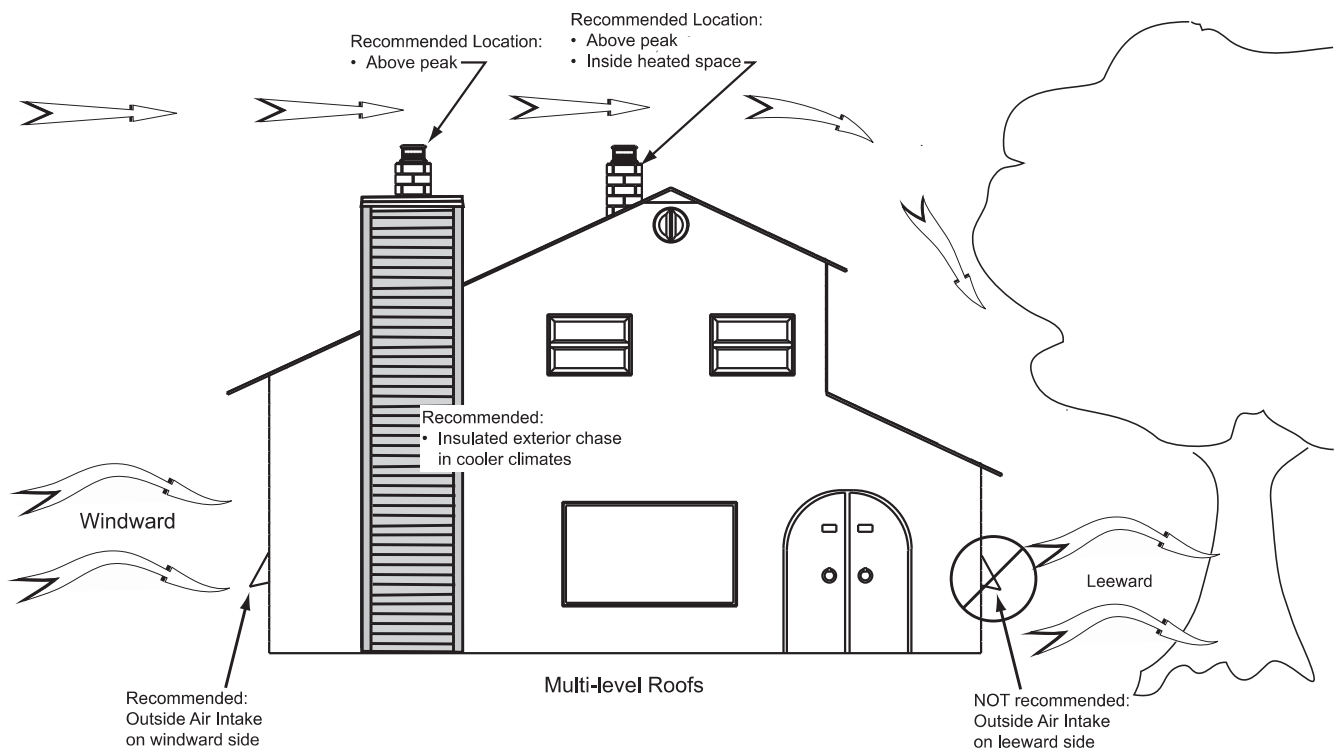 Recommended Location:
• Above peak
Recommended Location:
• Above peak
• Inside heated space
Recommended:
• Insulated exterior chase
in cooler climates
Windward
Leeward
Recommended:
Outside Air Intake
on windward side
Multi-level Roofs
NOT recommended:
Outside Air Intake
on leeward side